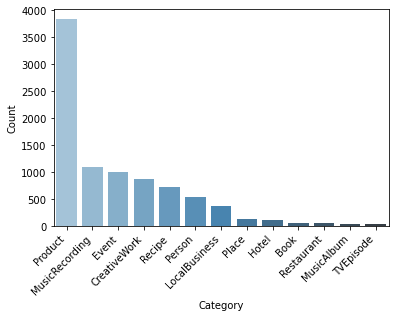 4000
3500
3000
2500
2000
1500
1000
500
0
Count
Product
MusicRecording
Event
CreativeWork
Recipe
Person
LocalBusiness
Place
Hotel
Book
Restaurant
MusicAlbum
TVEpisode
Category